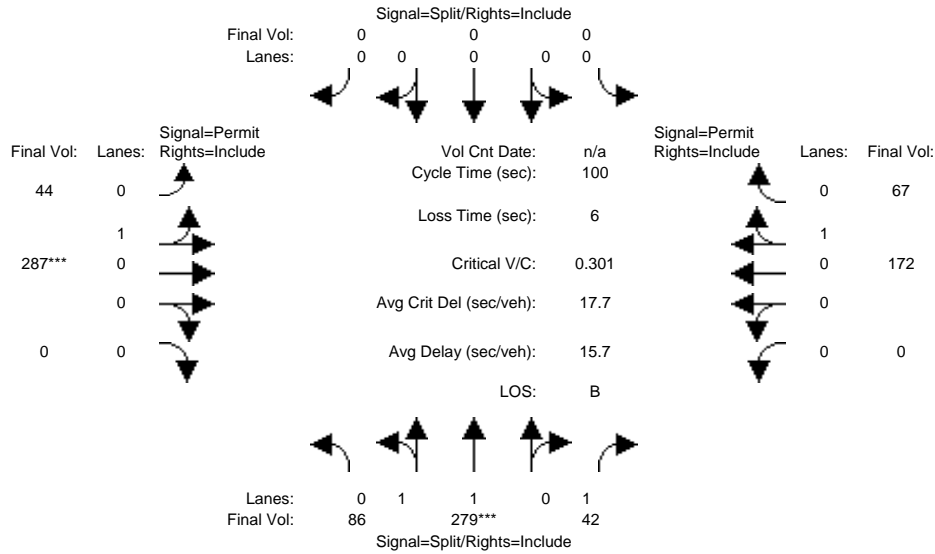 Signal=Split/Rights=Include
Final Vol: 0 0 0
Lanes: 0 0 0 0 0
Signal=Permit Signal=Permit
Final Vol: Lanes: Rights=Include Vol Cnt Date: n/a Rights=Include Lanes: Final Vol:
Cycle Time (sec): 100
44 0 0 67
Loss Time (sec): 6
1 1
287*** 0 Critical V/C: 0.301 0 172
0 Avg Crit Del (sec/veh): 17.7 0
0 0 Avg Delay (sec/veh): 15.7 0 0
LOS: B
Lanes: 0 1 1 0 1
Final Vol: 86 279*** 42
Signal=Split/Rights=Include